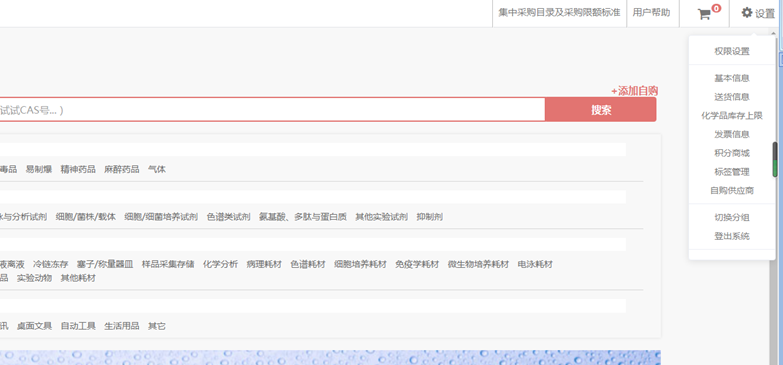 集中采购目录及采购限额标准 用户帮助 0 设置
权限设置
基本信息
送货信息
化学品库存上限
发票信息
积分商城
标签管理
自购供应商
切换分组
登出系统
+添加自购
试试CAS号... ) 搜索
毒品 易制爆 精神药品 麻醉药品 气体
与分析试剂 细胞/菌株/载体 细胞/细菌培养试剂 色谱类试剂 氨基酸、多肽与蛋白质 其他实验试剂 抑制剂
液离液 冷链冻存 塞子/称量器皿 样品采集存储 化学分析 病理耗材 色谱耗材 细胞培养耗材 免疫学耗材 微生物培养耗材 电泳耗材
品 实验动物 其他耗材
讯 桌面文具 自动工具 生活用品 其它